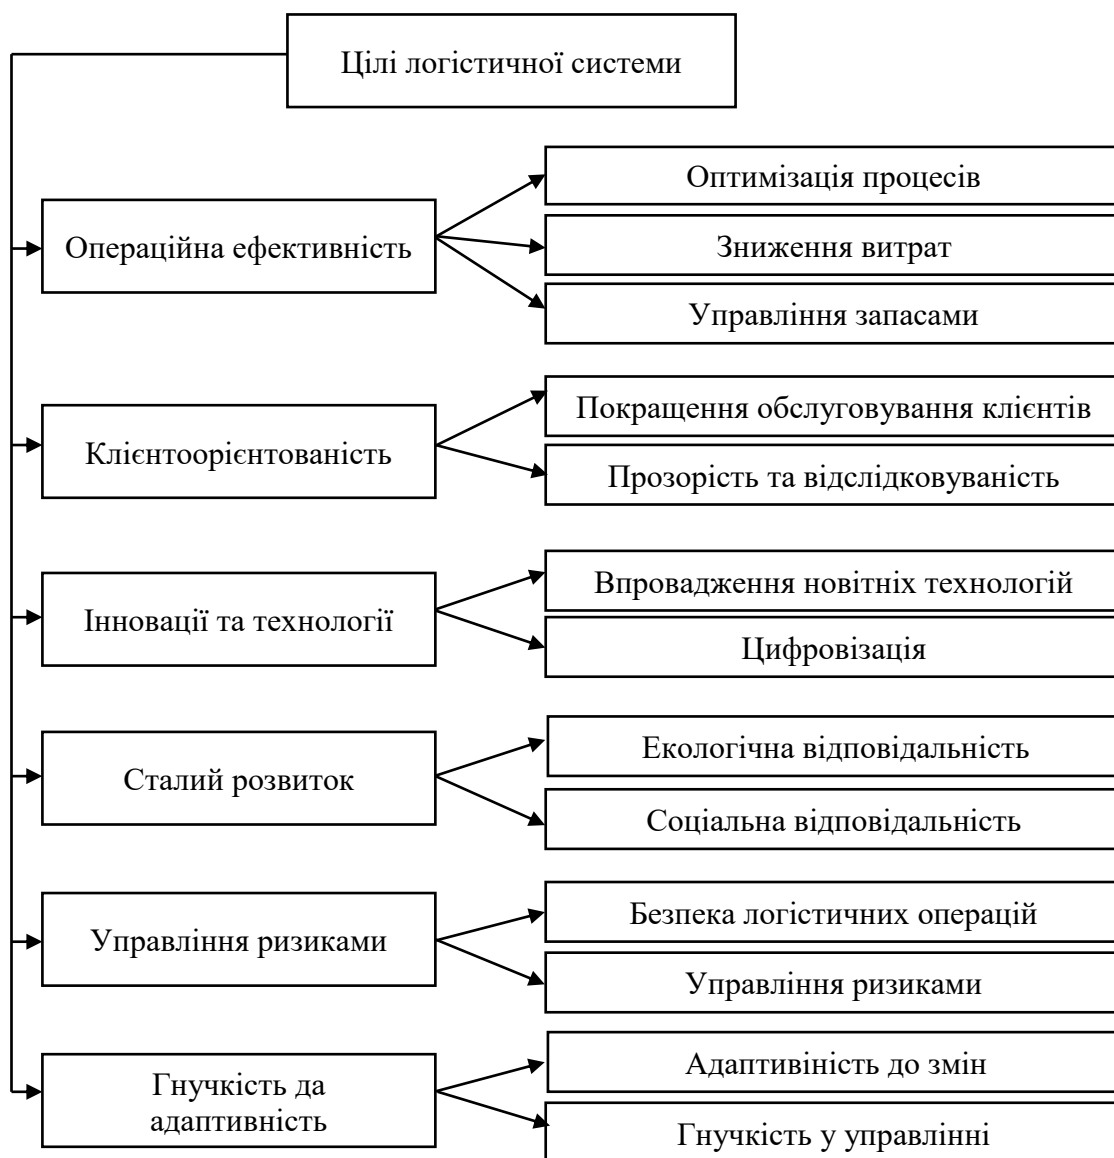 Цілі логістичної системи
Операційна ефективність
Оптимізація процесів
Зниження витрат
Управління запасами
Клієнтоорієнтованість
Покращення обслуговування клієнтів
Прозорість та відслідковуваність
Інновації та технології
Впровадження новітніх технологій
Цифровізація
Сталий розвиток
Екологічна відповідальність
Соціальна відповідальність
Управління ризиками
Безпека логістичних операцій
Управління ризиками
Гнучкість да
адаптивність
Адаптивіність до змін
Гнучкість у управлінні